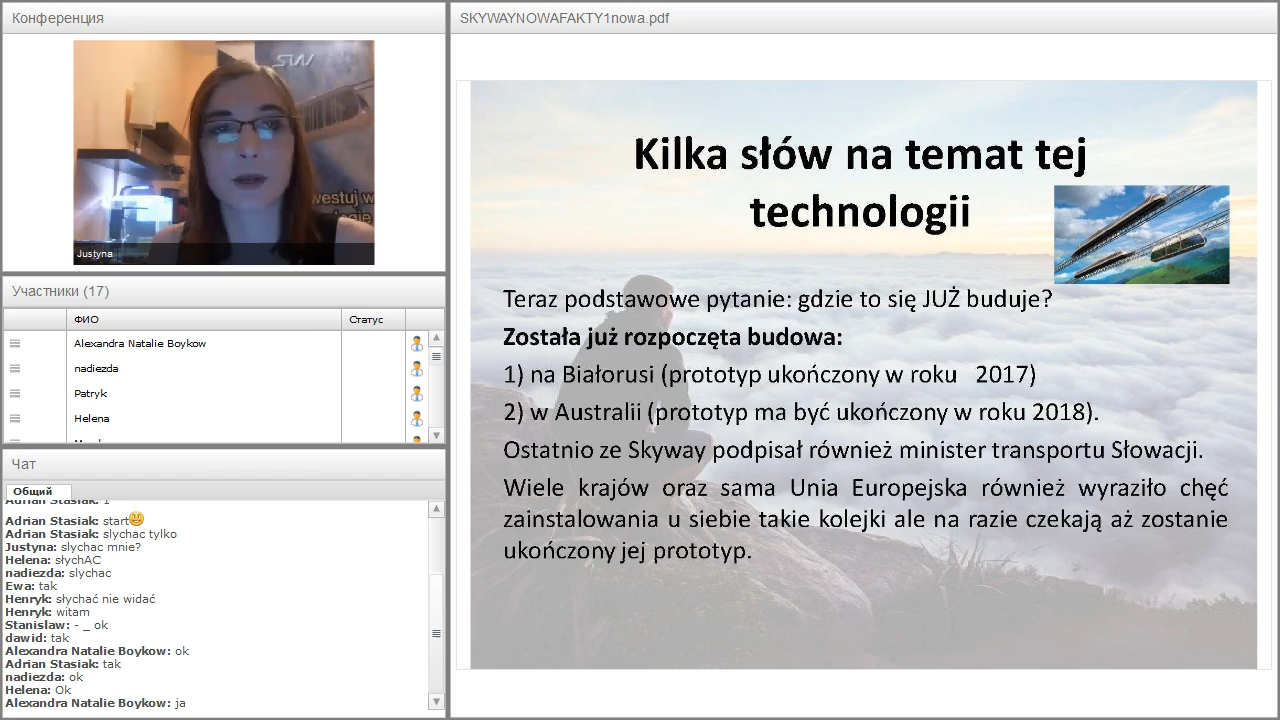 Конференция
SW
westuj w
Justyna
Участники (17)
ФИО
Статус
Alexandra Natalie Boykow
nadiezda
Patryk
Helena
Чат
Общий
Adrian Stasiak: 1
Adrian Stasiak: start
Adrian Stasiak: slychac tylko
Justyna: slychac mnie?
Helena: słychAC
nadiezda: slychac
Ewa: tak
Henryk: słychać nie widać
Henryk: witam
Stanislaw: - _ ok
dawid: tak
Alexandra Natalie Boykow: ok
Adrian Stasiak: tak
nadiezda: ok
Helena: Ok
Alexandra Natalie Boykow: ja
SKYWAYNOWAFAKTY1nowa.pdf
Kilka słów na temat tej
technologii
Teraz podstawowe pytanie: gdzie to się JUŻ buduje?
Została już rozpoczęta budowa:
1) na Białorusi (prototyp ukończony w roku 2017)
2) w Australii (prototyp ma być ukończony w roku 2018).
Ostatnio ze Skyway podpisał również minister transportu Słowacji.
Wiele krajów oraz sama Unia Europejska również wyraziło chęć
zainstalowania u siebie takie kolejki ale na razie czekają aż zostanie
ukończony jej prototyp.